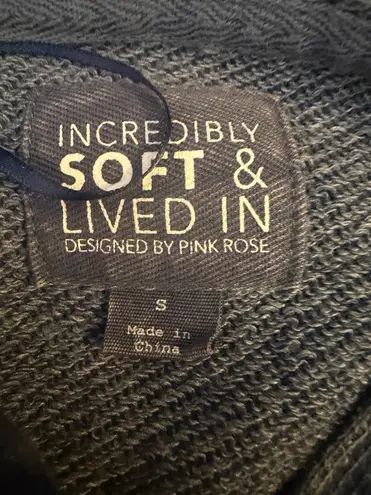 INCREDIBLY
SOFT &
LIVED IN
DESIGNED BY PINK ROSE
S
Made in
China